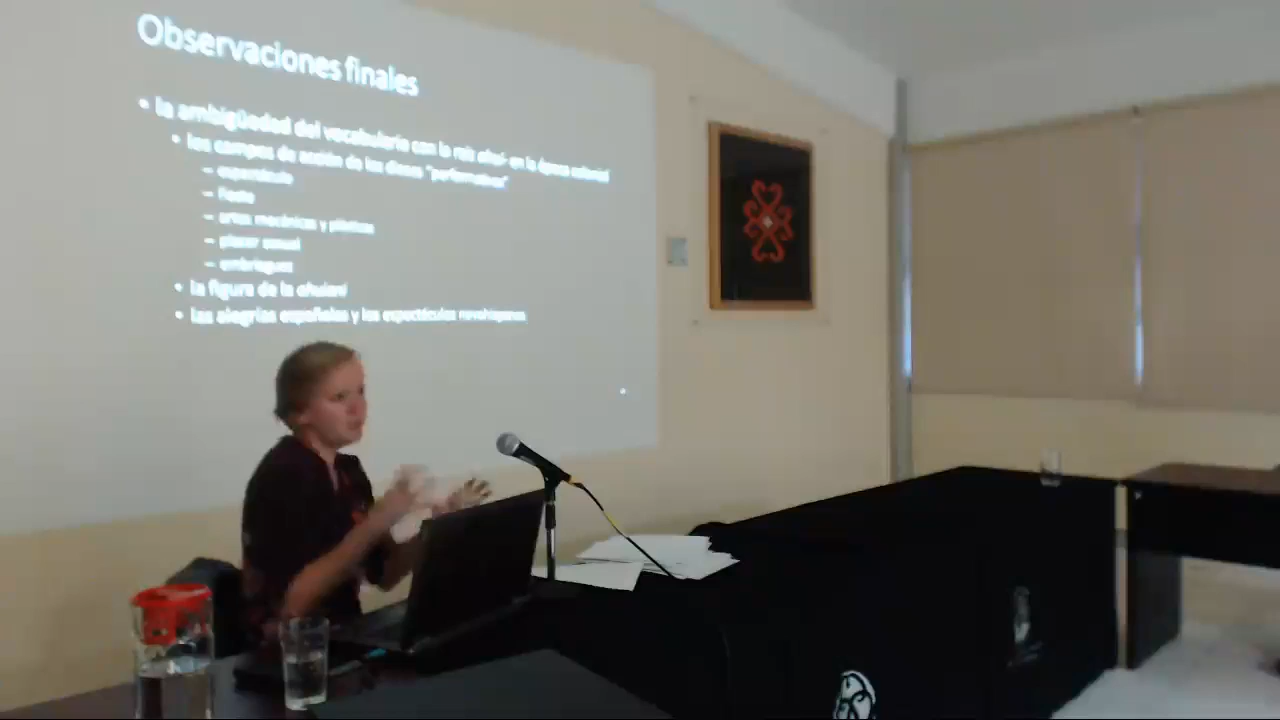 Observaciones finales
• la ambigüedad del vocabulario con la raíz ahui- en la época colonial
• los campos de acción de los dioses "performativos"
– espectáculo
– fiesta
– artes mecánicas y plásticas
– placer sexual
– embriaguez
• la figura de la ahuiani
• las alegrías españolas y los espectáculos novohispanos